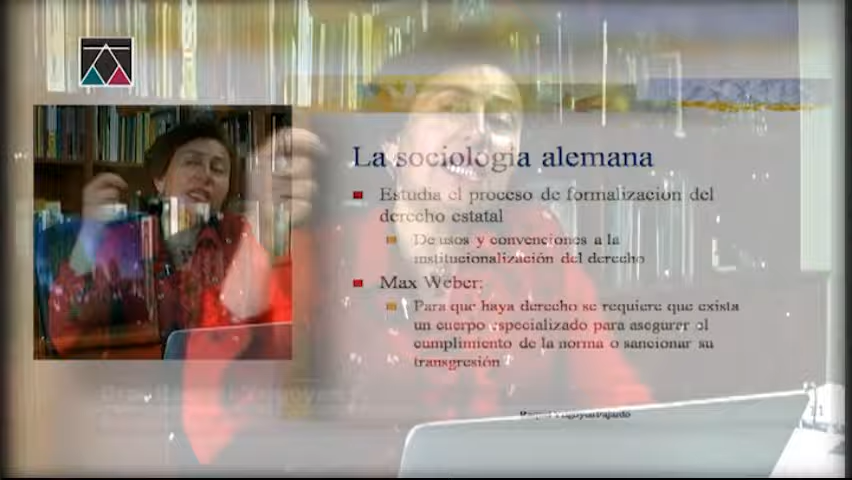 La sociologia alemana
Estudia el proceso de formalización del
derecho estatal
De usos y convenciones a la
institucionalización del derecho
Max Weber:
Para que haya derecho se requiere que exista
un cuerpo especializado para asegurar el
cumplimiento de la norma o sancionar su
transgresión
11